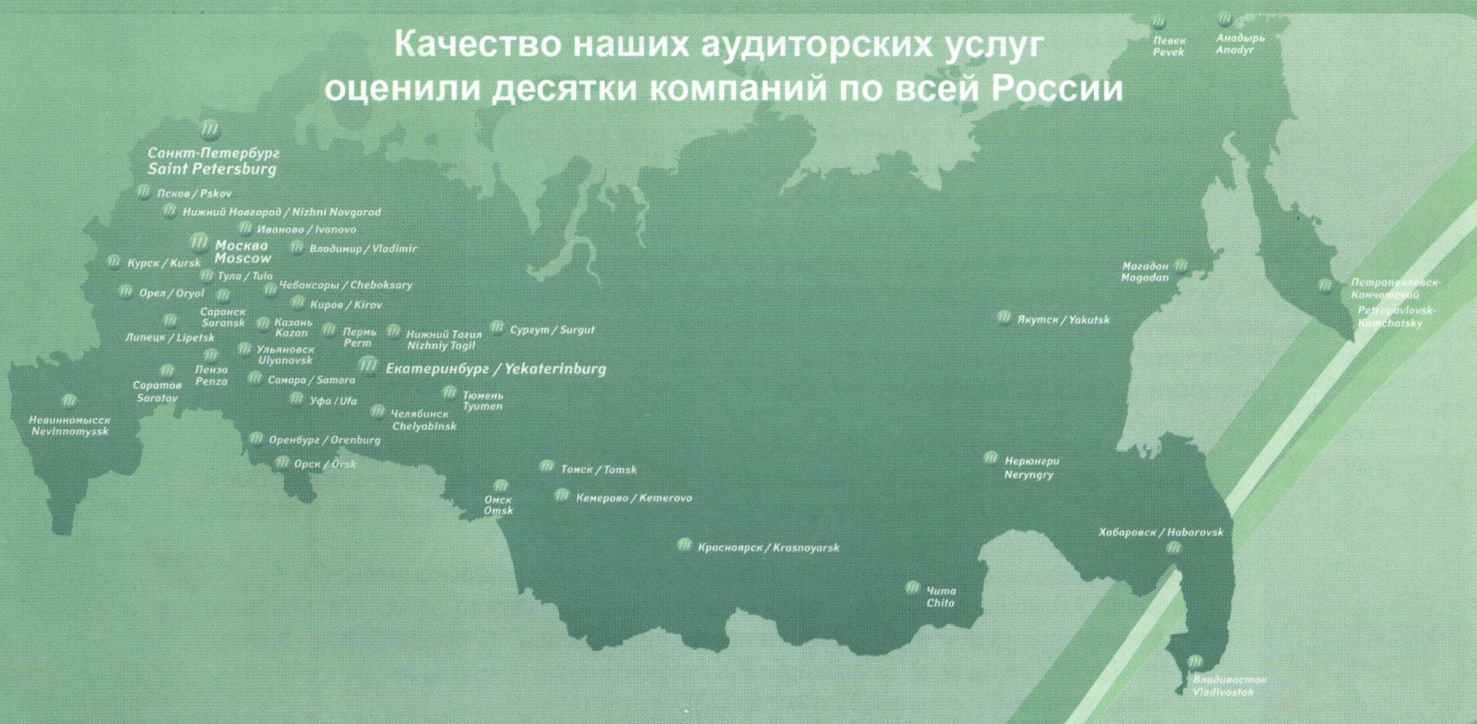 Качество наших аудиторских услуг
оценили десятки компаний по всей России
Певек
Pevek
Анадырь
Anadyr
Санкт-Петербург
Saint Petersburg
Псков / Pskov
Нижний Новгород / Nizhni Novgorod
Иваново / Ivanovo
Москва
Moscow
Владимир / Vladimir
Курск / Kursk
Тула / Tula
Чебоксары / Cheboksary
Орел / Oryol
Саранск
Saransk
Киров / Kirov
Магадан
Magadan
Петропавловск-
Камчатский
Petropavlovsk-
Kamchatsky
Якутск / Yakutsk
Липецк / Lipetsk
Казань
Kazan
Пермь
Perm
Нижний Тагил
Nizhniy Tagil
Сургут / Surgut
Ульяновск
Ulyanovsk
Пенза
Penza
Екатеринбург / Yekaterinburg
Саратов
Saratov
Самара / Samara
Уфа / Ufa
Тюмень
Tyumen
Невинномысск
Nevinnomyssk
Челябинск
Chelyabinsk
Оренбург / Orenburg
Орск / Orsk
Томск / Tomsk
Омск
Omsk
Кемерово / Kemerovo
Нерюнгри
Neryngry
Красноярск / Krasnoyarsk
Хабаровск / Habarovsk
Чита
Chita
Владивосток
Vladivostok